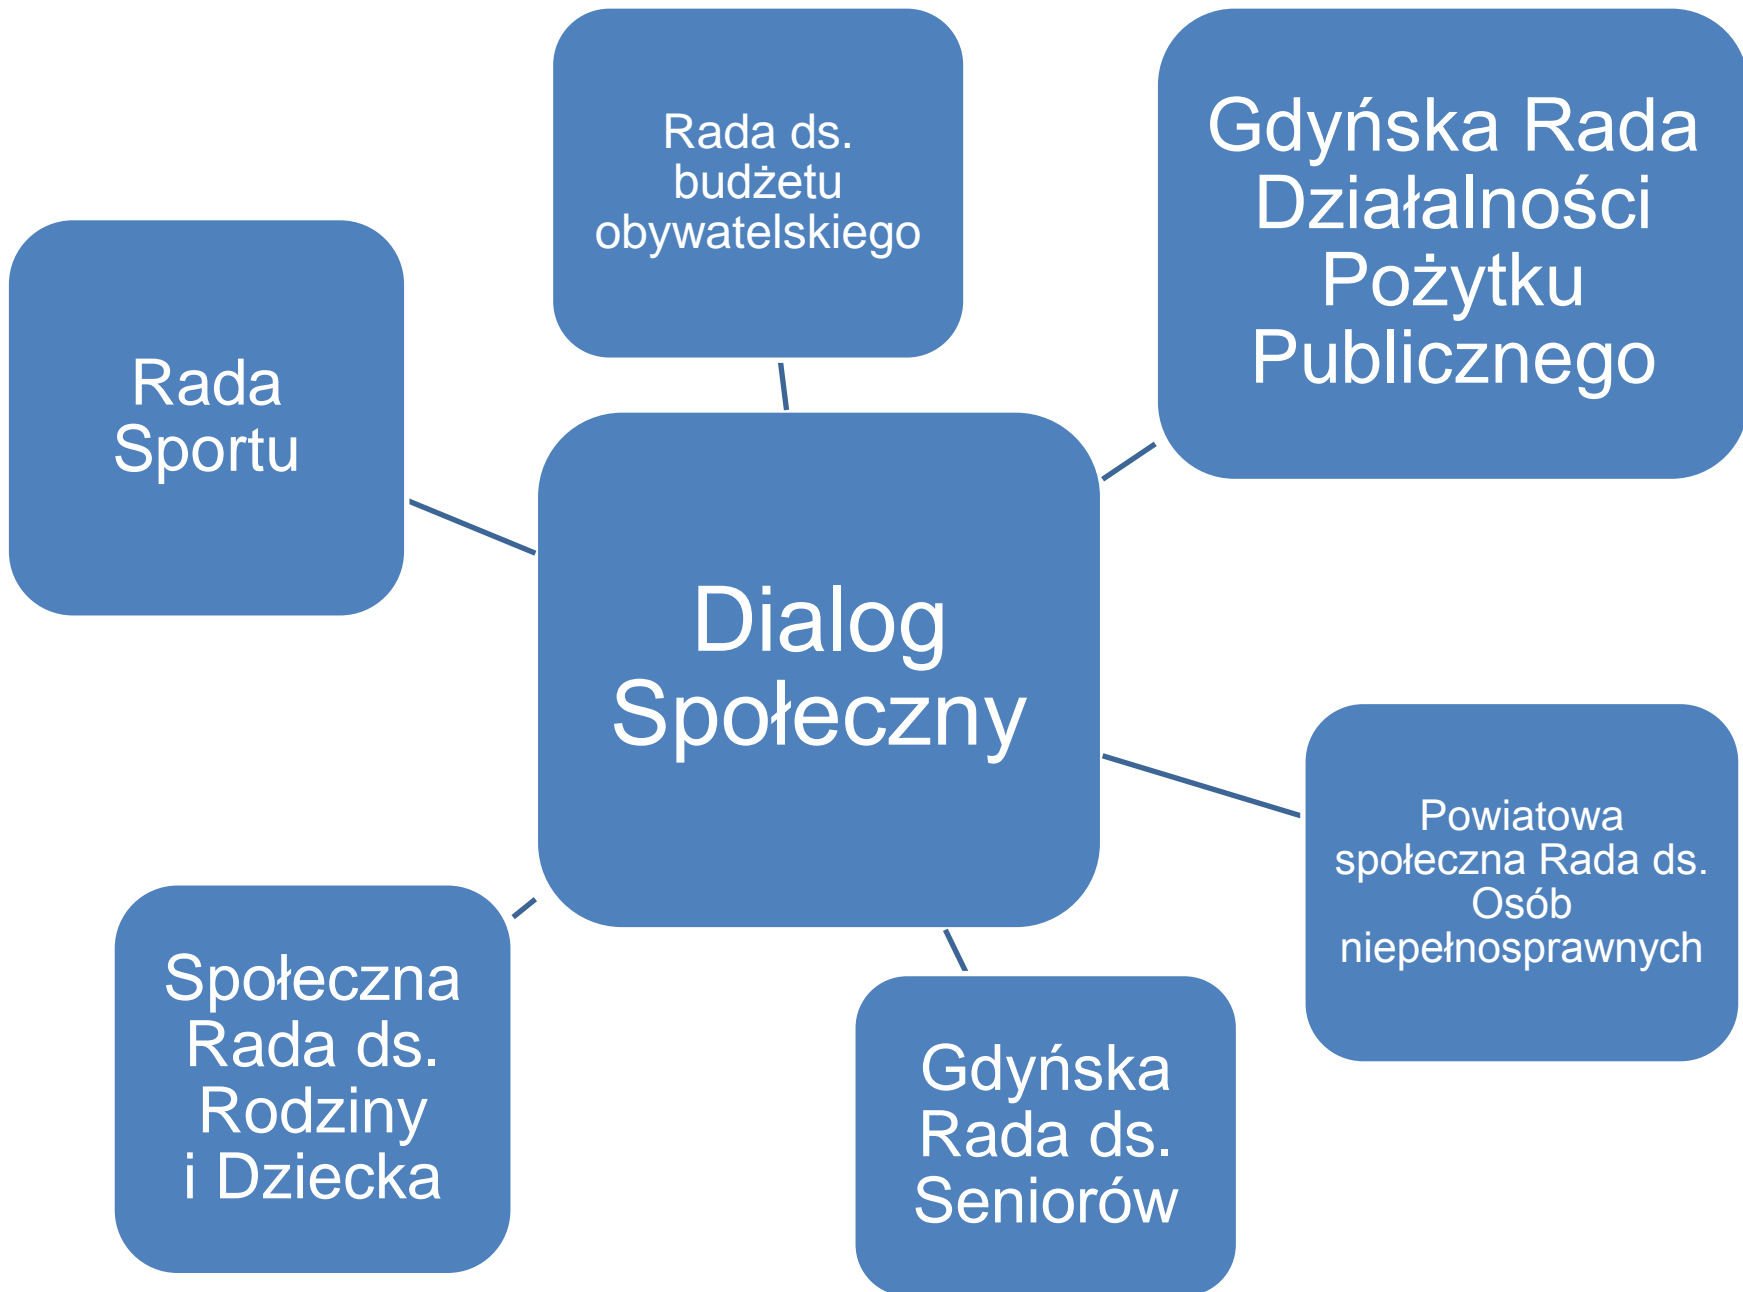 Rada ds.
budżetu
obywatelskiego
Gdyńska Rada
Działalności
Pożytku
Publicznego
Rada
Sportu
Dialog
Społeczny
Powiatowa
społeczna Rada ds.
Osób
niepełnosprawnych
Społeczna
Rada ds.
Rodziny
i Dziecka
Gdyńska
Rada ds.
Seniorów